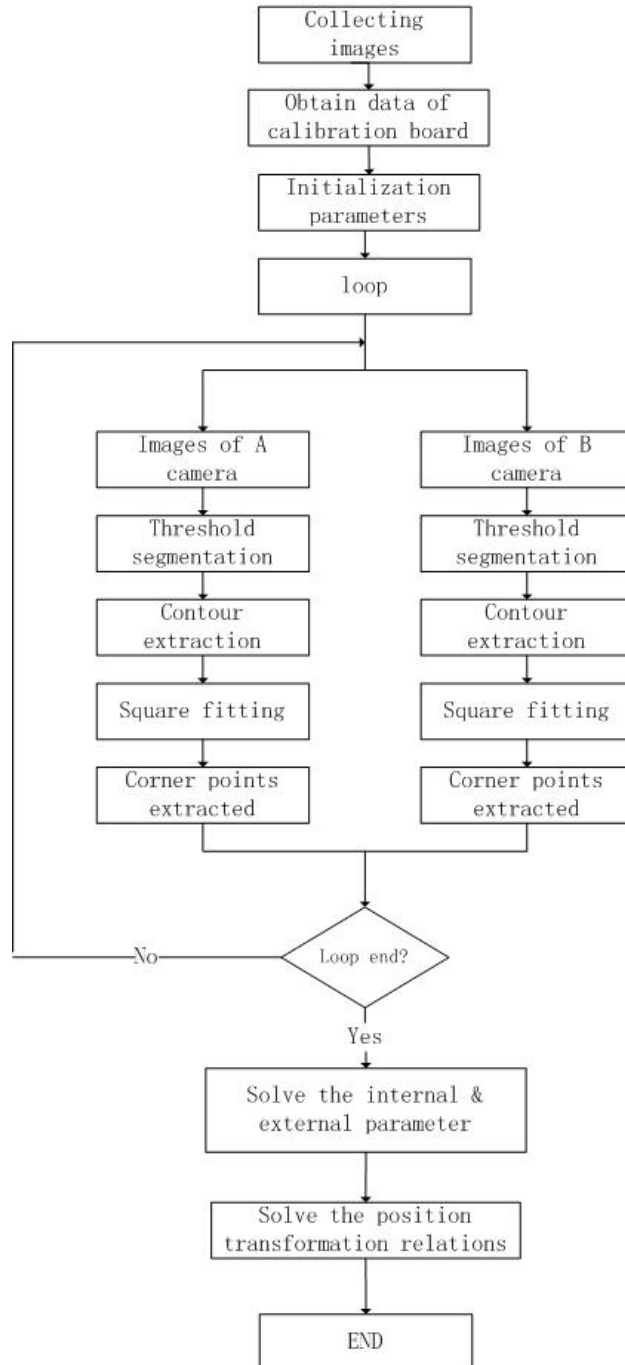 Collecting
images
Obtain data of
calibration board
Initialization
parameters
loop
Images of A
camera
Threshold
segmentation
Contour
extraction
Square fitting
Corner points
extracted
Images of B
camera
Threshold
segmentation
Contour
extraction
Square fitting
Corner points
extracted
Loop end?
No
Yes
Solve the internal &
external parameter
Solve the position
transformation relations
END